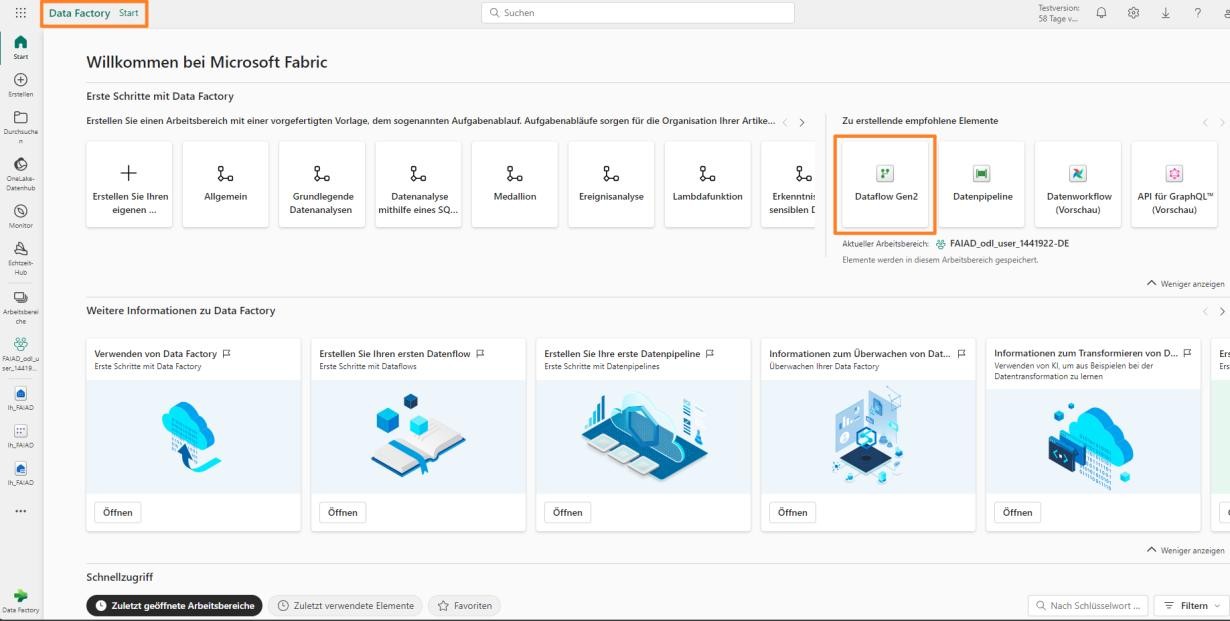 Data Factory Start
Suchen
Testversion:
58 Tage v...
Start
Erstellen
Durchsuche
n
OneLake-
Datenhub
Monitor
Echtzeit-
Hub
Arbeitsberei
che
FAIAD_odl_u
ser_14419...
lh_FAIAD
lh_FAIAD
lh_FAIAD
Data Factory
Willkommen bei Microsoft Fabric
Erste Schritte mit Data Factory
Erstellen Sie einen Arbeitsbereich mit einer vorgefertigten Vorlage, dem sogenannten Aufgabenablauf. Aufgabenabläufe sorgen für die Organisation Ihrer Artike...
Erstellen Sie Ihren
eigenen ...
Allgemein
Grundlegende
Datenanalysen
Datenanalyse
mithilfe eines SQ...
Medallion
Ereignisanalyse
Lambdafunktion
Erkenntnis
sensiblen D
Zu erstellende empfohlene Elemente
Dataflow Gen2
Datenpipeline
Datenworkflow
(Vorschau)
API für GraphQL™
(Vorschau)
Aktueller Arbeitsbereich: FAIAD_odl_user_1441922-DE
Elemente werden in diesem Arbeitsbereich gespeichert.
Weniger anzeigen
Weitere Informationen zu Data Factory
Verwenden von Data Factory
Erste Schritte mit Data Factory
Öffnen
Erstellen Sie Ihren ersten Datenflow
Erste Schritte mit Dataflows
Öffnen
Erstellen Sie Ihre erste Datenpipeline
Erste Schritte mit Datenpipelines
Öffnen
Informationen zum Überwachen von Dat...
Überwachen Ihrer Data Factory
Öffnen
Informationen zum Transformieren von D...
Verwenden von KI, um aus Beispielen bei der
Datentransformation zu lernen
Öffnen
Ers
Ers
Weniger anzeigen
Schnellzugriff
Zuletzt geöffnete Arbeitsbereiche
Zuletzt verwendete Elemente
Favoriten
Nach Schlüsselwort ...
Filtern